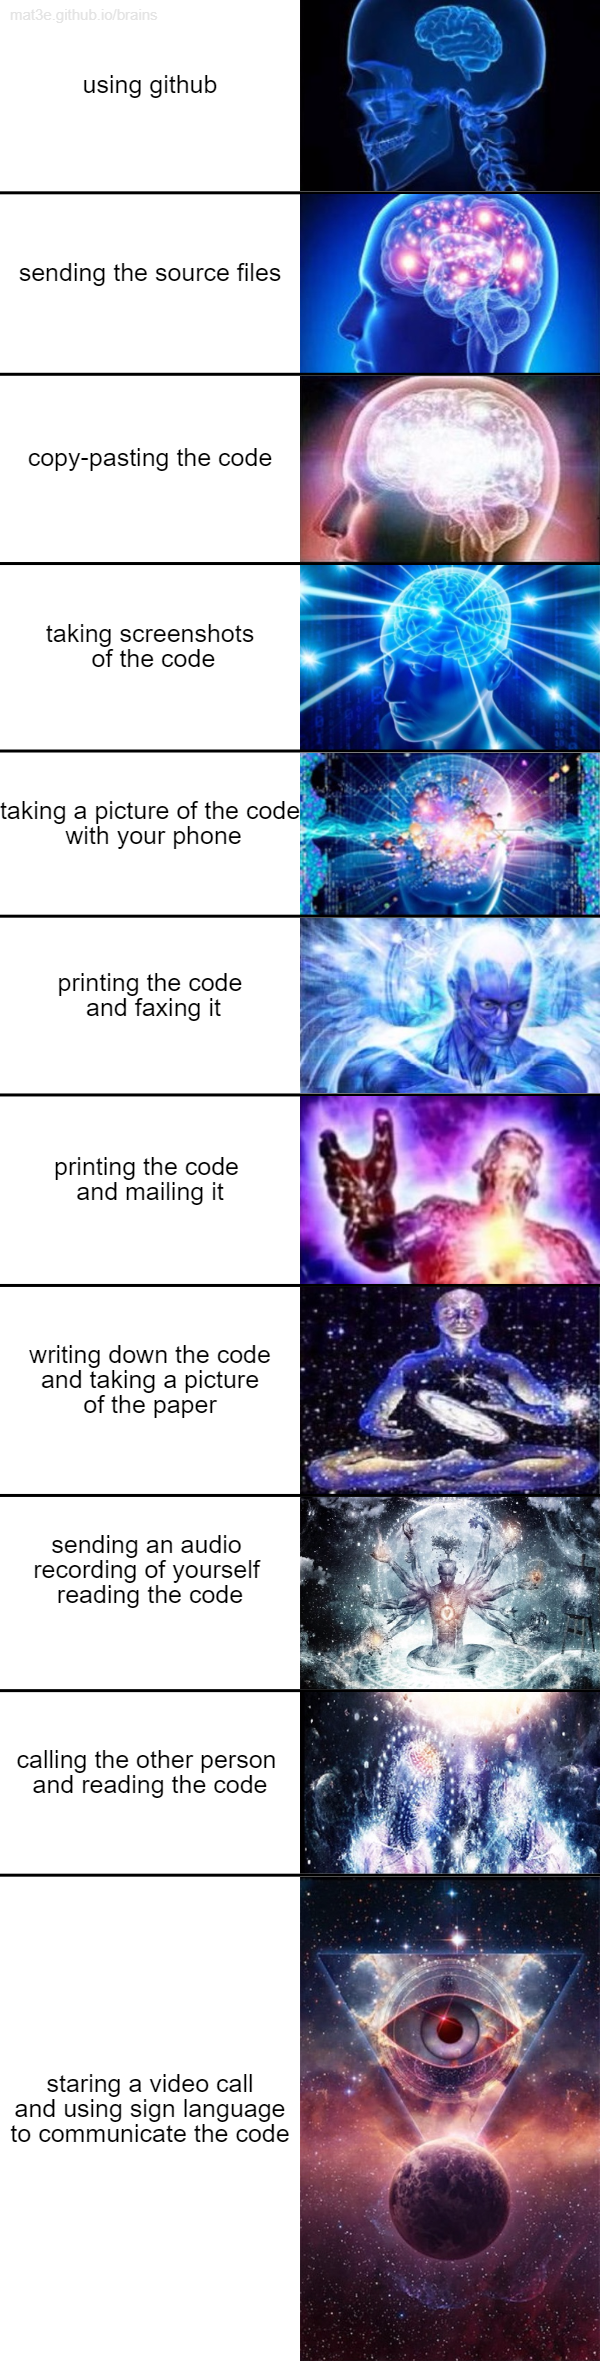 mat3e.github.io/brains
using github
sending the source files
copy-pasting the code
taking screenshots
of the code
taking a picture of the code
with your phone
printing the code
and faxing it
printing the code
and mailing it
writing down the code
and taking a picture
of the paper
sending an audio
recording of yourself
reading the code
calling the other person
and reading the code
staring a video call
and using sign language
to communicate the code